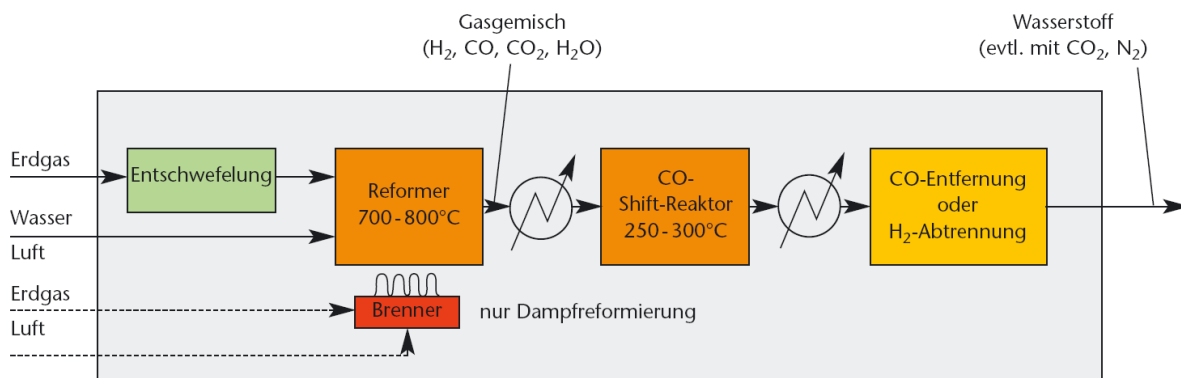 Gasgemisch
(H₂, CO, CO₂, H₂O)
Wasserstoff
(evtl. mit CO₂, N₂)
Erdgas
Entschwefelung
Wasser
Luft
Reformer
700-800°C
CO-
Shift-Reaktor
250-300°C
CO-Entfernung
oder
H₂-Abtrennung
Erdgas
Luft
Brenner
nur Dampfreformierung